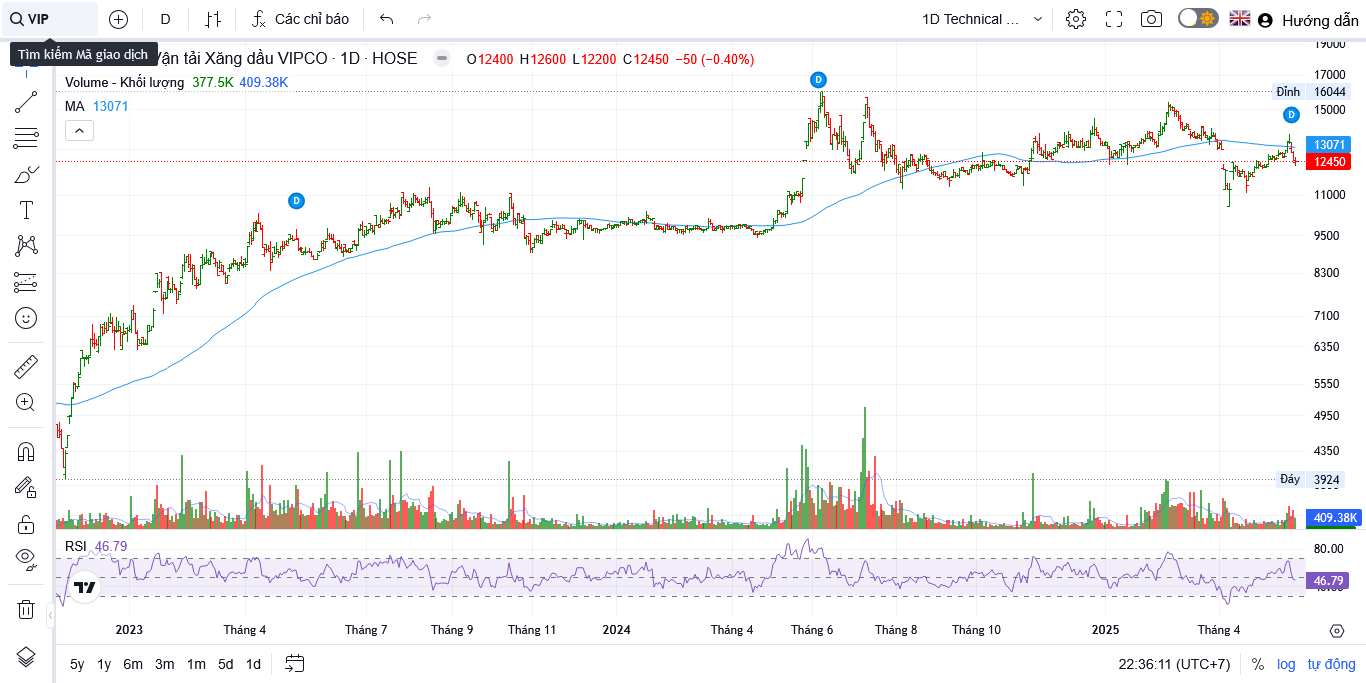 VIP
D
Các chỉ báo
1D Technical ...
Hướng dẫn
Tìm kiếm Mã giao dịch
Vận tải Xăng dầu VIPCO · 1D · HOSE
O12400 H12600 L12200 C12450 −50 (−0.40%)
Volume - Khối lượng 377.5K 409.38K
MA 13071
D
D
D
19000
17000
Đỉnh 16044
15000
13071
12450
11000
9500
8300
7100
6350
5550
4950
4350
Đáy 3924
409.38K
RSI 46.79
80.00
46.79
2023
Tháng 4
Tháng 7
Tháng 9
Tháng 11
2024
Tháng 4
Tháng 6
Tháng 8
Tháng 10
2025
Tháng 4
5y 1y 6m 3m 1m 5d 1d
22:36:11 (UTC+7)
% log tự động